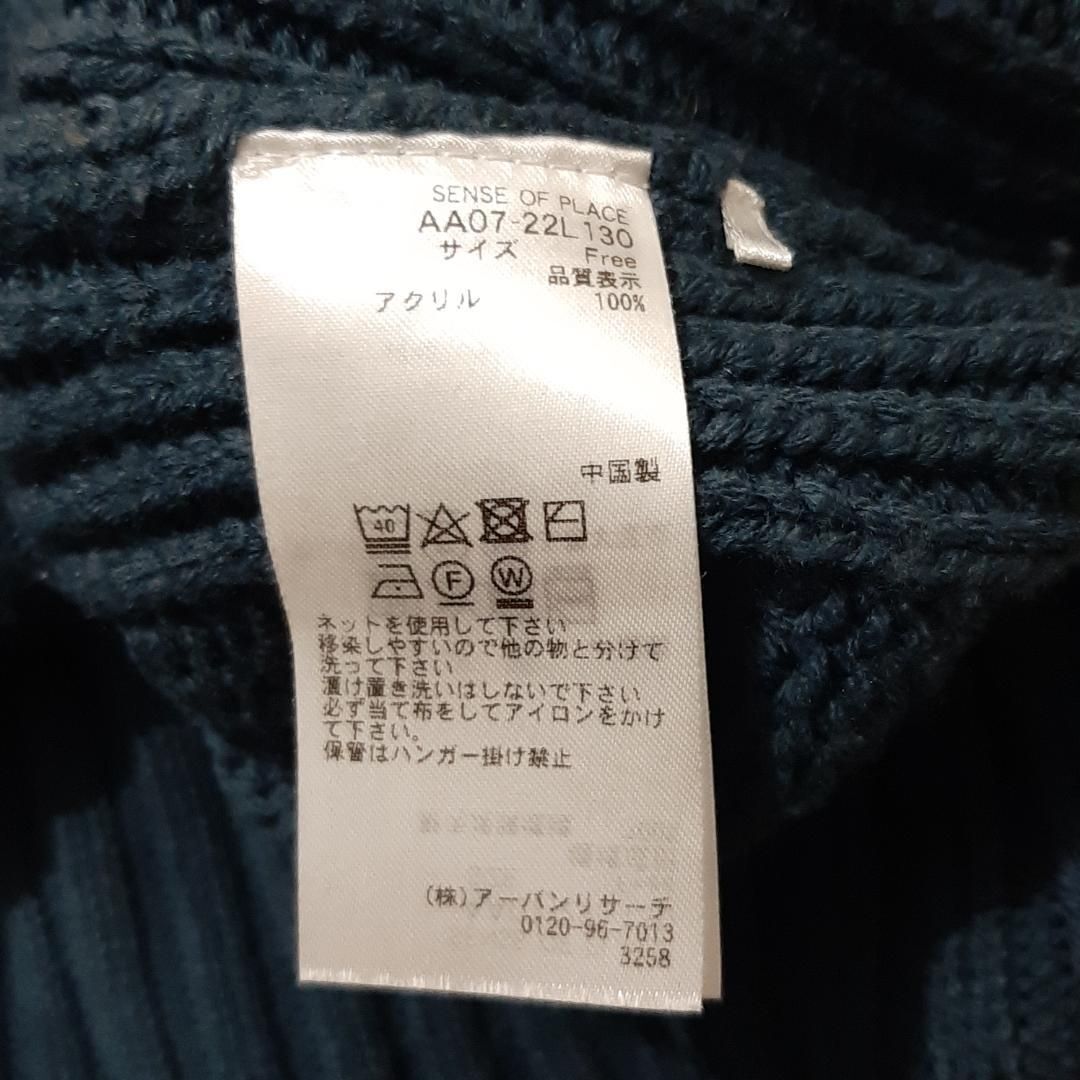 SENSE OF PLACE
AA07-22L130
サイズ Free
品質表示
アクリル 100%
中国製
40
F W
ネットを使用して下さい
移染しやすいので他の物と分けて
洗って下さい
漬け置き洗いはしないで下さい
必ず当て布をしてアイロンをかけ
て下さい。
保管はハンガー掛け禁止
(株)アーバンリサーチ
0120-96-7013
3258